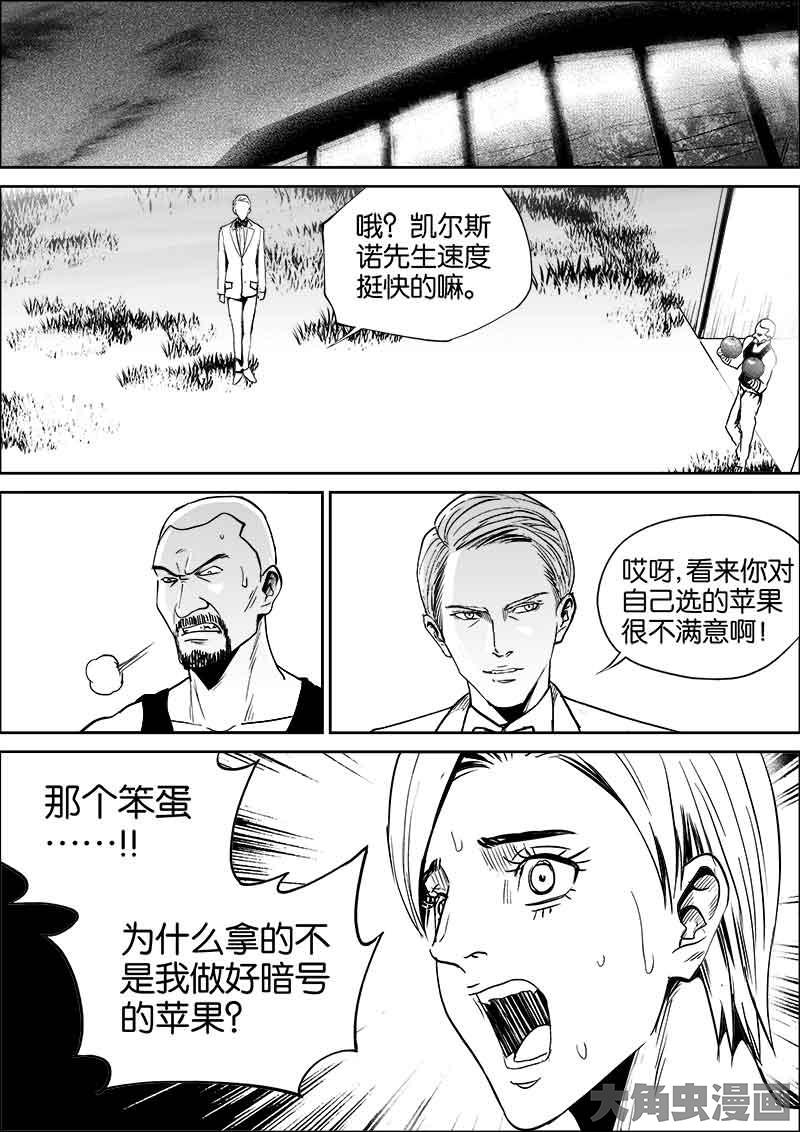 哦？凯尔斯
诺先生速度
挺快的嘛。
哎呀,看来你对
自己选的苹果
很不满意啊！
那个笨蛋
……!!
为什么拿的不
是我做好暗号
的苹果？
大角虫漫画